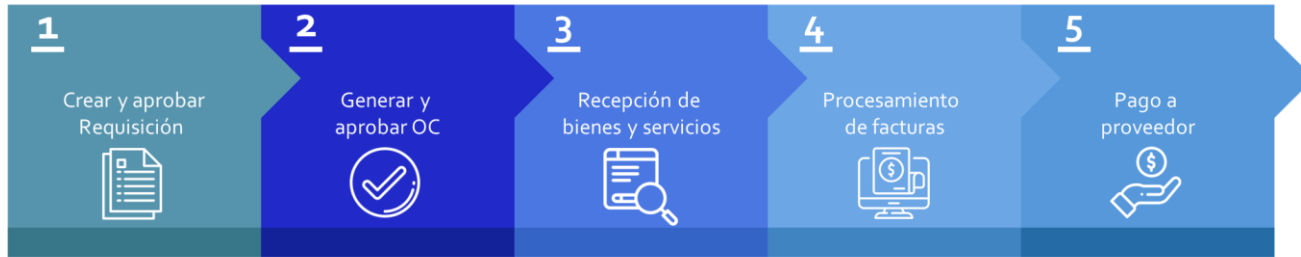 1
Crear y aprobar
Requisición
2
Generar y
aprobar OC
3
Recepción de
bienes y servicios
4
Procesamiento
de facturas
$
5
Pago a
proveedor
$